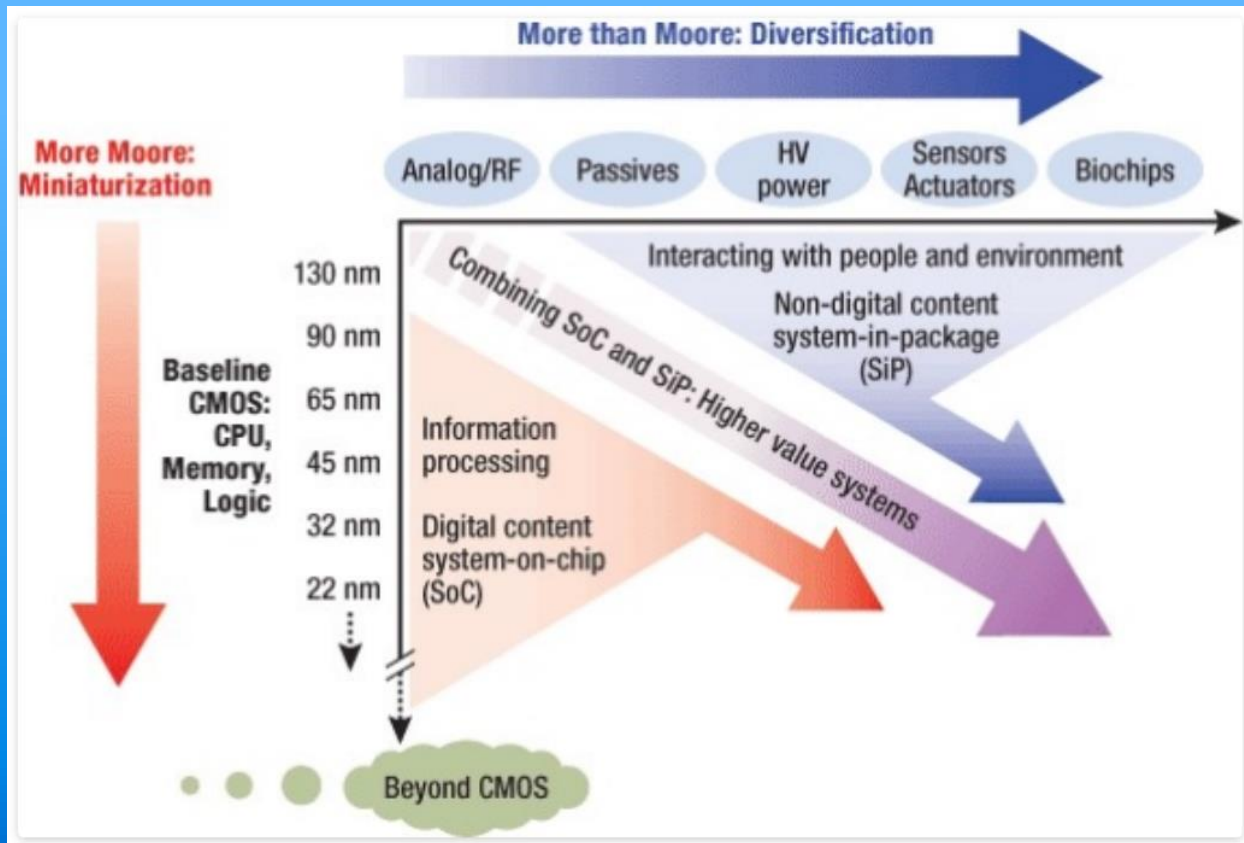 More than Moore: Diversification
More Moore:
Miniaturization
Analog/RF
Passives
HV
power
Sensors
Actuators
Biochips
Interacting with people and environment
Non-digital content
system-in-package
(SiP)
Combining SoC and SiP: Higher value systems
Baseline
CMOS:
CPU,
Memory,
Logic
130 nm
90 nm
65 nm
45 nm
32 nm
22 nm
Information
processing
Digital content
system-on-chip
(SoC)
Beyond CMOS